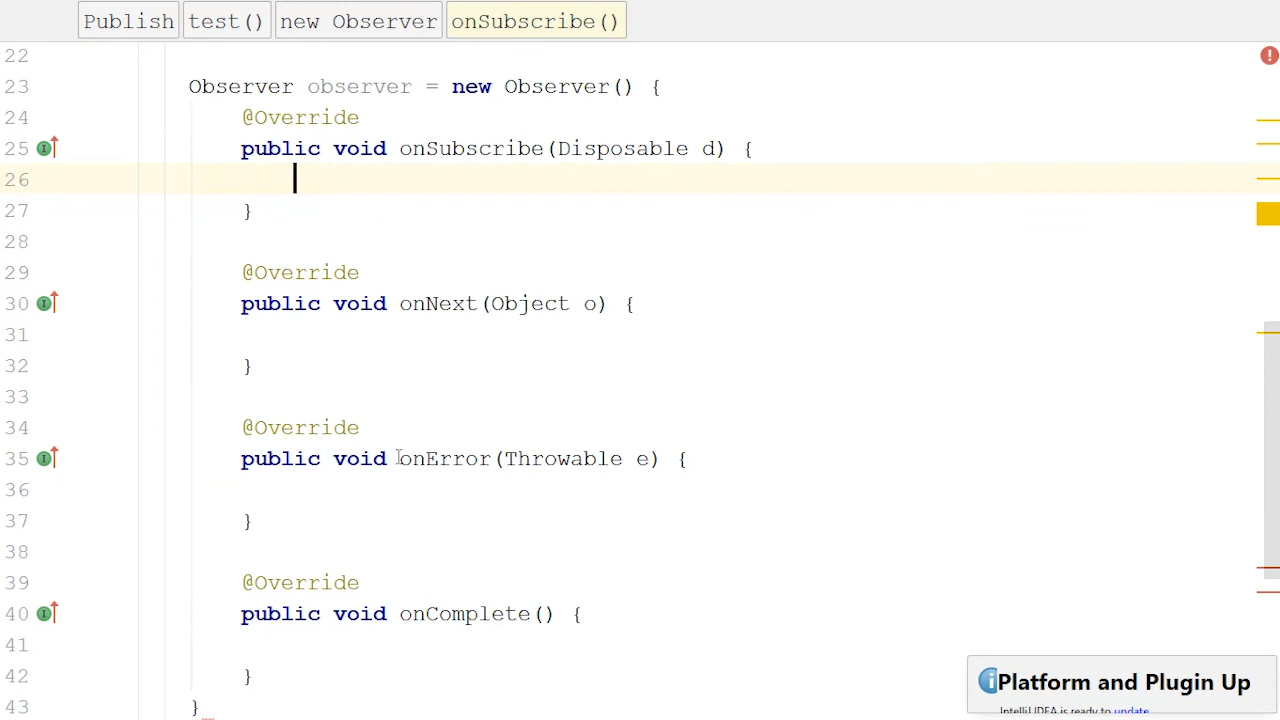 Publish test() new Observer onSubscribe()
22
23 Observer observer = new Observer() {
24 @Override
25 public void onSubscribe(Disposable d) {
26
27 }
28
29 @Override
30 public void onNext(Object o) {
31
32 }
33
34 @Override
35 public void onError(Throwable e) {
36
37 }
38
39 @Override
40 public void onComplete() {
41
42 }
43 }
Platform and Plugin Up
IntelliJ IDEA is ready to update